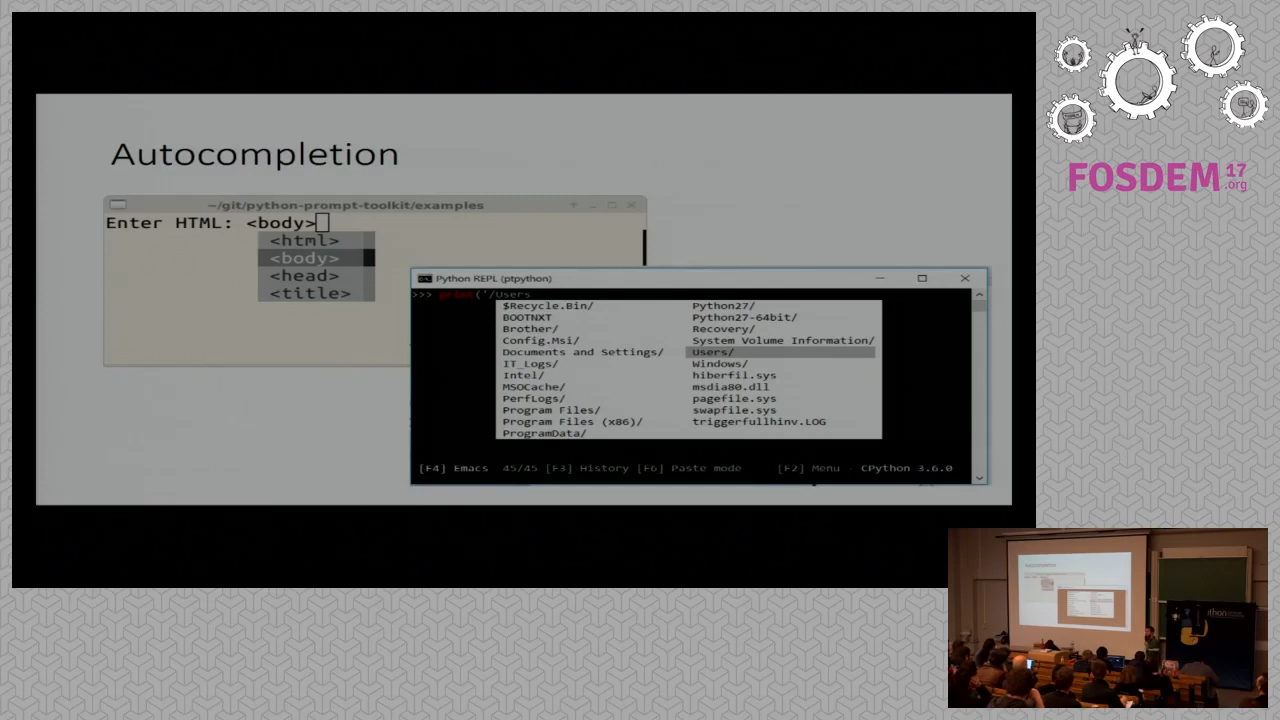 Autocompletion
~/git/python-prompt-toolkit/examples
Enter HTML: <body>
<html>
<body>
<head>
<title>
Python REPL (ptpython)
>>> print('/Users
$Recycle.Bin/
BOOTNXT
Brother/
Config.Msi/
Documents and Settings/
IT_Logs/
Intel/
MSOCache/
PerfLogs/
Program Files/
Program Files (x86)/
ProgramData/
Python27/
Python27-64bit/
Recovery/
System Volume Information/
Users/
Windows/
hiberfil.sys
msdia80.dll
pagefile.sys
swapfile.sys
triggerfullhinv.LOG
[F4] Emacs 45/45 [F3] History [F6] Paste mode [F2] Menu - CPython 3.6.0
FOSDEM 17 .org
Autocompletion